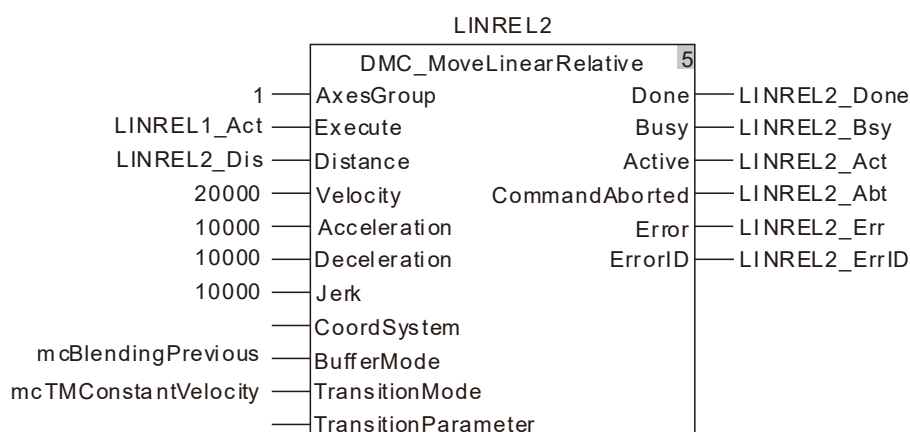 LINREL2
DMC_MoveLinearRelative 5
1 AxesGroup Done LINREL2_Done
LINREL1_Act Execute Busy LINREL2_Bsy
LINREL2_Dis Distance Active LINREL2_Act
20000 Velocity CommandAborted LINREL2_Abt
10000 Acceleration Error LINREL2_Err
10000 Deceleration ErrorID LINREL2_ErrID
10000 Jerk
CoordSystem
mcBlendingPrevious BufferMode
mcTMConstantVelocity TransitionMode
TransitionParameter